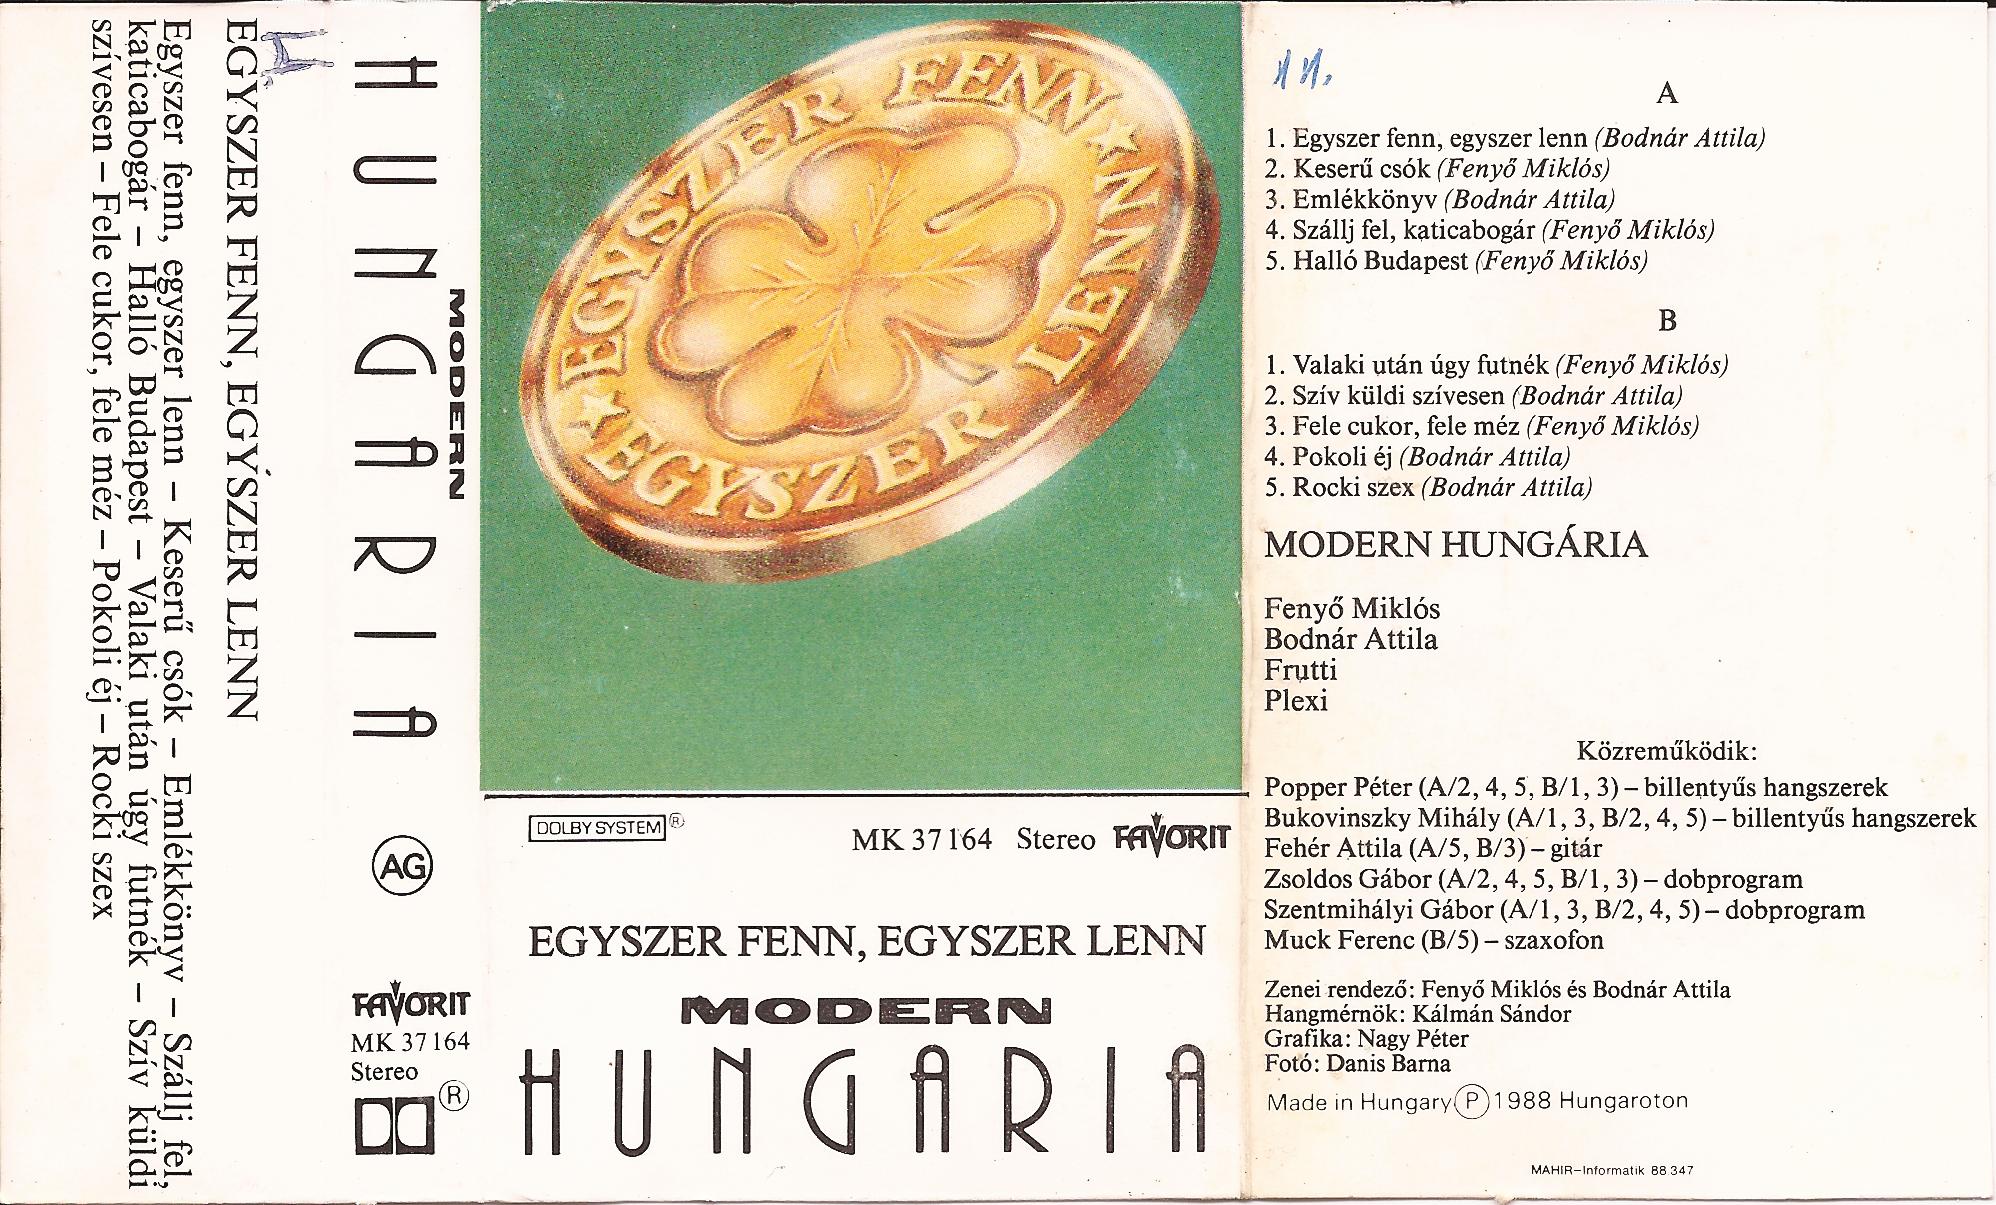 EGYSZER FENN, EGYSZER LENN
Egyszer fenn, egyszer lenn – Keserű csók – Emlékkönyv – Szállj fel,
katicabogár – Halló Budapest – Valaki után úgy futnék – Szív küldi
szívesen – Fele cukor, fele méz – Pokoli éj – Rocki szex
MODERN
HUNGARIA
AG
FAVORIT
MK 37164
Stereo
®
EGYSZER FENN ★ EGYSZER LENN ★
DOLBY SYSTEM ®
MK 37164 Stereo FAVORIT
EGYSZER FENN, EGYSZER LENN
MODERN
HUNGARIA
11.
A
1. Egyszer fenn, egyszer lenn (Bodnár Attila)
2. Keserű csók (Fenyő Miklós)
3. Emlékkönyv (Bodnár Attila)
4. Szállj fel, katicabogár (Fenyő Miklós)
5. Halló Budapest (Fenyő Miklós)
B
1. Valaki után úgy futnék (Fenyő Miklós)
2. Szív küldi szívesen (Bodnár Attila)
3. Fele cukor, fele méz (Fenyő Miklós)
4. Pokoli éj (Bodnár Attila)
5. Rocki szex (Bodnár Attila)
MODERN HUNGÁRIA
Fenyő Miklós
Bodnár Attila
Frutti
Plexi
Közreműködik:
Popper Péter (A/2, 4, 5, B/1, 3) – billentyűs hangszerek
Bukovinszky Mihály (A/1, 3, B/2, 4, 5) – billentyűs hangszerek
Fehér Attila (A/5, B/3) – gitár
Zsoldos Gábor (A/2, 4, 5, B/1, 3) – dobprogram
Szentmihályi Gábor (A/1, 3, B/2, 4, 5) – dobprogram
Muck Ferenc (B/5) – szaxofon
Zenei rendező: Fenyő Miklós és Bodnár Attila
Hangmérnök: Kálmán Sándor
Grafika: Nagy Péter
Fotó: Danis Barna
Made in Hungary Ⓟ 1988 Hungaroton
MAHIR–Informatik 88.347